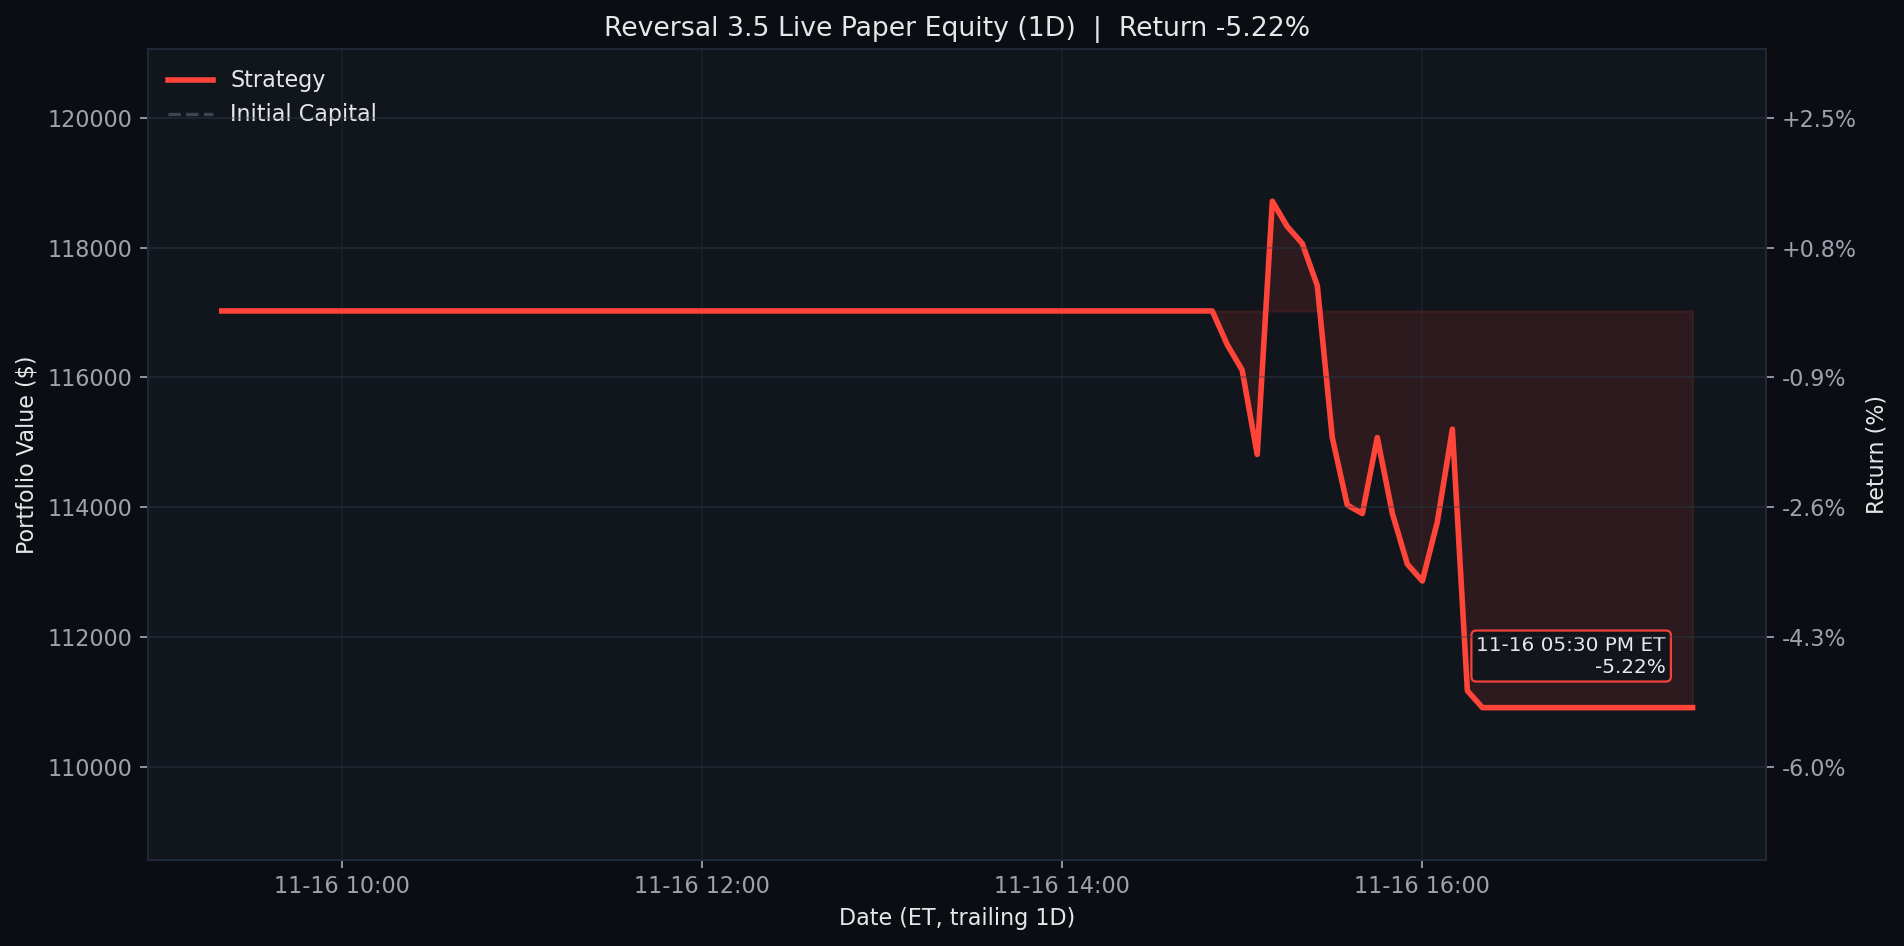 Reversal 3.5 Live Paper Equity (1D)  |  Return -5.22%
Strategy
Initial Capital
120000
118000
116000
114000
112000
110000
Portfolio Value ($)
+2.5%
+0.8%
-0.9%
-2.6%
-4.3%
-6.0%
Return (%)
11-16 05:30 PM ET
-5.22%
11-16 10:00
11-16 12:00
11-16 14:00
11-16 16:00
Date (ET, trailing 1D)